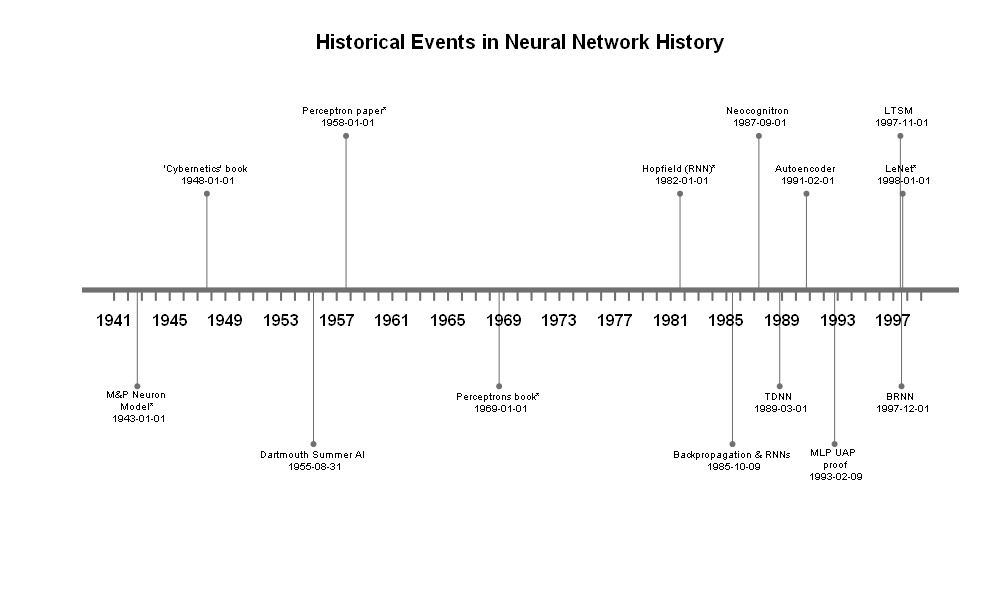 Historical Events in Neural Network History
Perceptron paperˣ
1958-01-01
Neocognitron
1987-09-01
LTSM
1997-11-01
'Cybernetics' book
1948-01-01
Hopfield (RNN)ˣ
1982-01-01
Autoencoder
1991-02-01
LeNetˣ
1998-01-01
1941 1945 1949 1953 1957 1961 1965 1969 1973 1977 1981 1985 1989 1993 1997
M&P Neuron
Modelˣ
1943-01-01
Perceptrons bookˣ
1969-01-01
TDNN
1989-03-01
BRNN
1997-12-01
Dartmouth Summer AI
1955-08-31
Backpropagation & RNNs
1985-10-09
MLP UAP
proof
1993-02-09